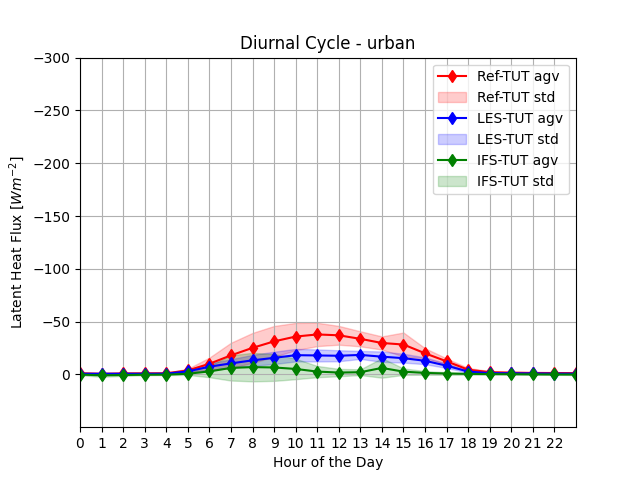 Diurnal Cycle - urban
−300
−250
−200
−150
−100
−50
0
Latent Heat Flux [Wm⁻²]
Ref-TUT agv
Ref-TUT std
LES-TUT agv
LES-TUT std
IFS-TUT agv
IFS-TUT std
0 1 2 3 4 5 6 7 8 9 10 11 12 13 14 15 16 17 18 19 20 21 22
Hour of the Day